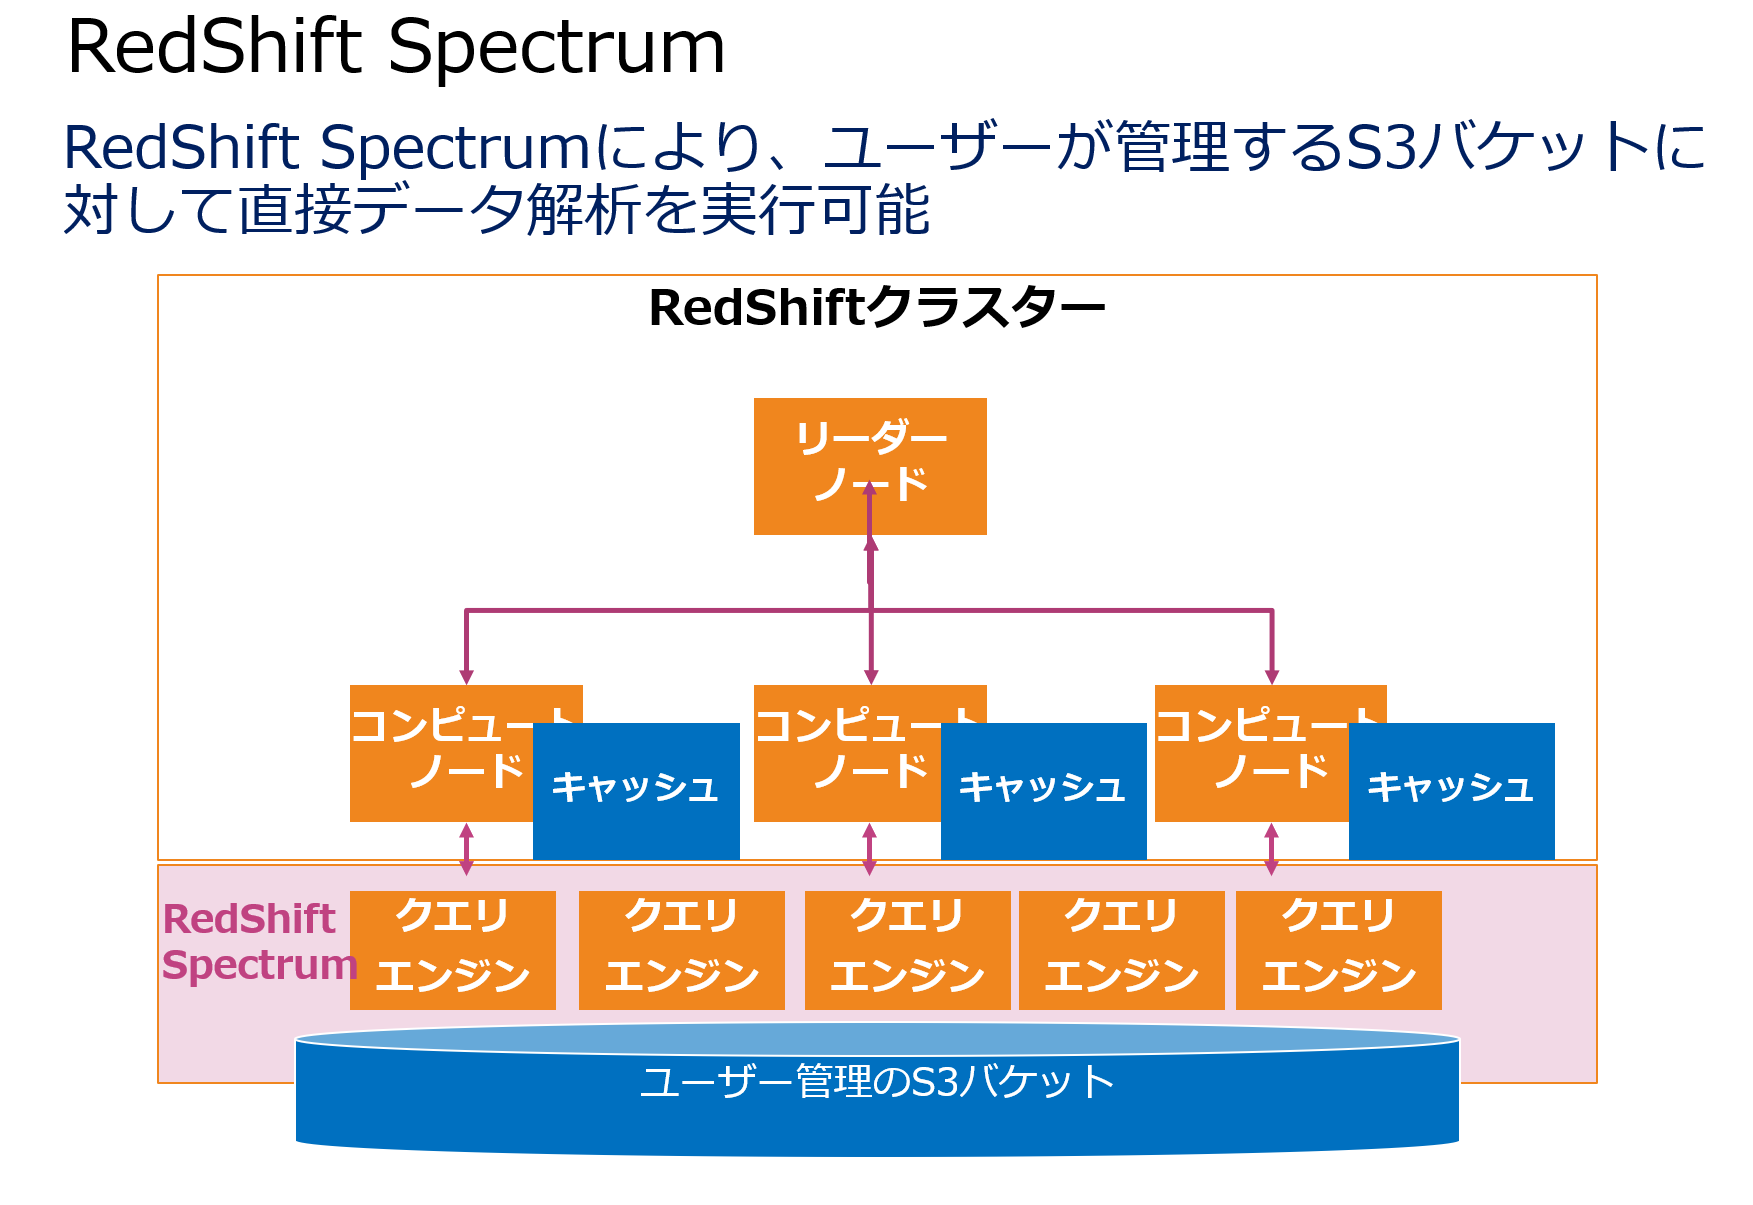 RedShift Spectrum
RedShift Spectrumにより、ユーザーが管理するS3バケットに
対して直接データ解析を実行可能
RedShiftクラスター
リーダー
ノード
コンピュート
ノード
キャッシュ
コンピュート
ノード
キャッシュ
コンピュート
ノード
キャッシュ
RedShift
Spectrum
クエリ
エンジン
クエリ
エンジン
クエリ
エンジン
クエリ
エンジン
クエリ
エンジン
ユーザー管理のS3バケット